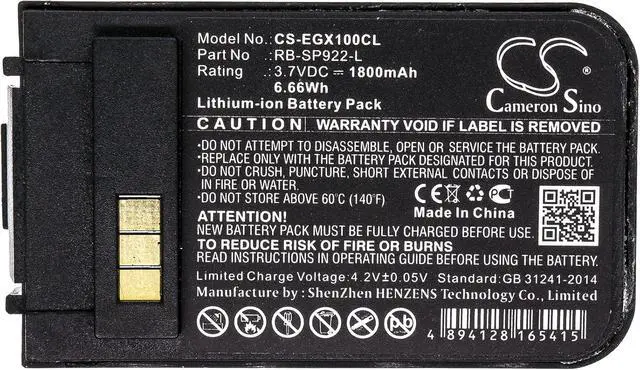 Model No.: CS-EGX100CL
Part No : RB-SP922-L
Rating : 3.7VDC ⎓ 1800mAh
6.66Wh
Lithium-ion Battery Pack
CS
Cameron Sino
CAUTION WARRANTY VOID IF LABEL IS REMOVED
•DO NOT ATTEMPT TO DISASSEMBLE, OPEN OR SERVICE THE BATTERY PACK.
•REPLACE ONLY WITH THE BATTERY PACK DESIGNATED FOR THIS PRODUCT.
•DO NOT CRUSH, PUNCTURE, SHORT EXTERNAL CONTACTS OR DISPOSE OF
IN FIRE OR WATER.
•DO NOT STORE ABOVE 60°C (140°F)
CE
PCT
Made In China
ATTENTION!
NEW BATTERY PACK MUST BE FULLY CHARGED BEFORE USE.
TO REDUCE RISK OF FIRE OR BURNS
READ OPERATION GUIDE BEFORE OPERATING BATTERY.
Limited Charge Voltage:4.2V±0.05V Standard:GB 31241-2014
Manufacture by : ShenZhen HENZENS Technology Co., Limited
4 894128 165415